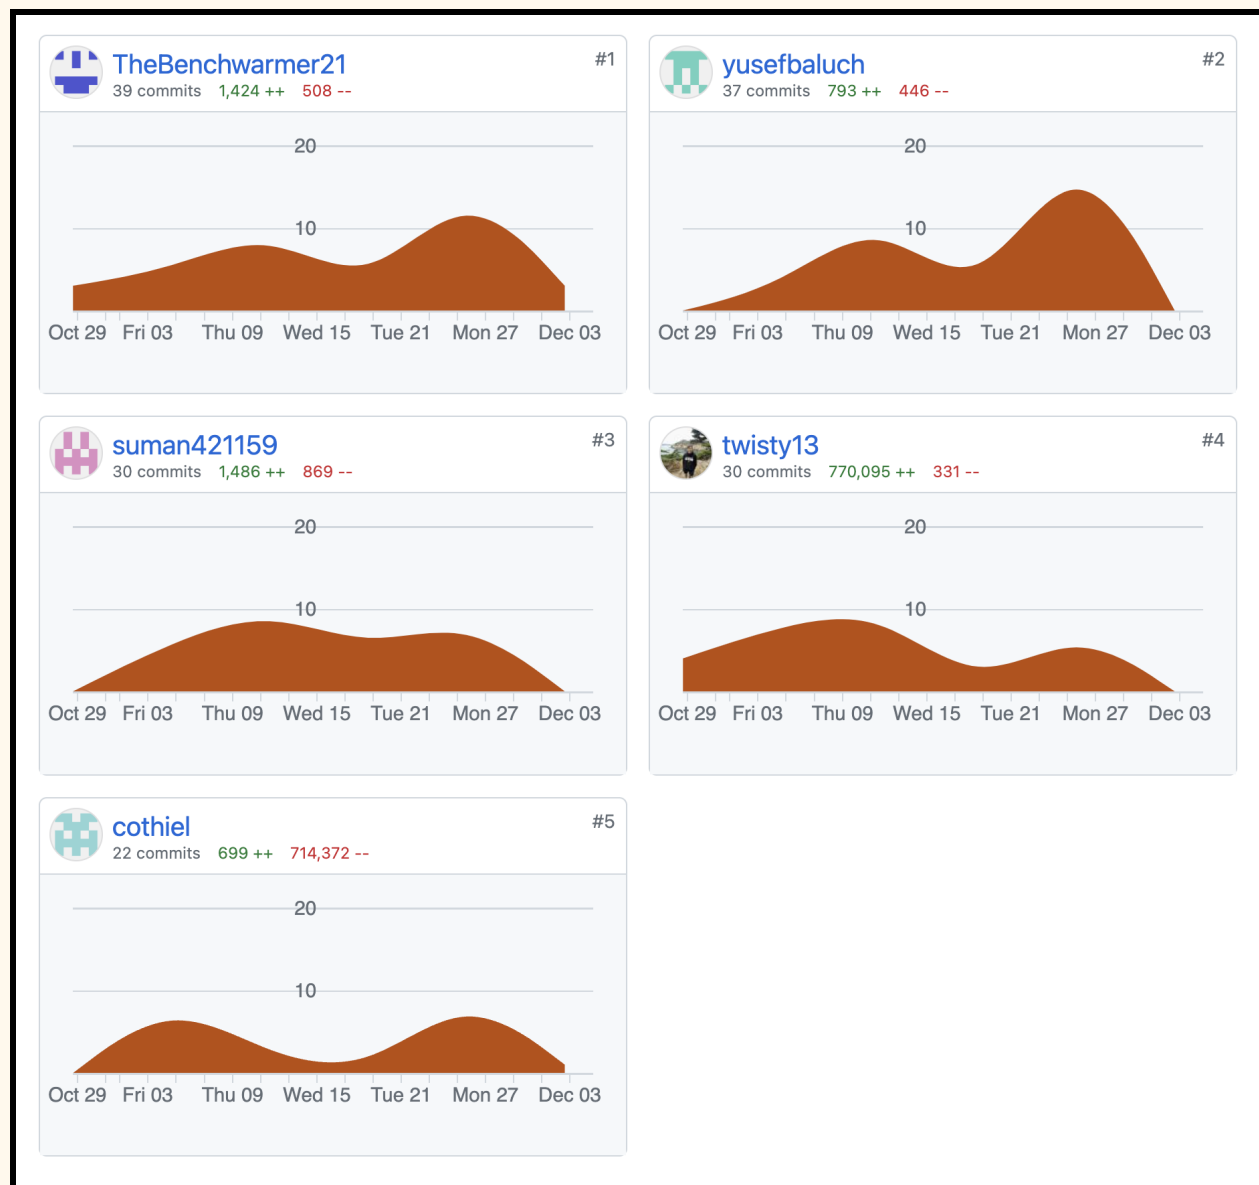 TheBenchwarmer21 #1
39 commits 1,424 ++ 508 --
20
10
Oct 29 Fri 03 Thu 09 Wed 15 Tue 21 Mon 27 Dec 03
yusefbaluch #2
37 commits 793 ++ 446 --
20
10
Oct 29 Fri 03 Thu 09 Wed 15 Tue 21 Mon 27 Dec 03
suman421159 #3
30 commits 1,486 ++ 869 --
20
10
Oct 29 Fri 03 Thu 09 Wed 15 Tue 21 Mon 27 Dec 03
twisty13 #4
30 commits 770,095 ++ 331 --
20
10
Oct 29 Fri 03 Thu 09 Wed 15 Tue 21 Mon 27 Dec 03
cothiel #5
22 commits 699 ++ 714,372 --
20
10
Oct 29 Fri 03 Thu 09 Wed 15 Tue 21 Mon 27 Dec 03